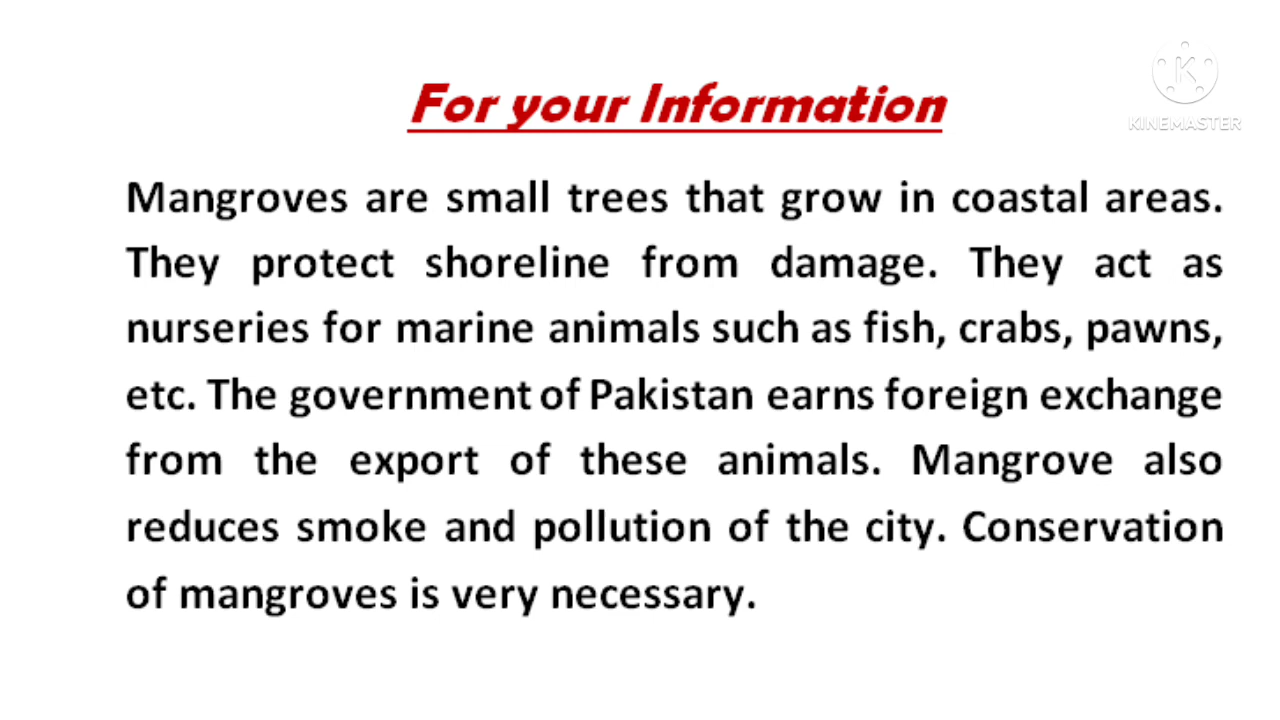 For your Information
KINEMASTER
Mangroves are small trees that grow in coastal areas.
They protect shoreline from damage. They act as
nurseries for marine animals such as fish, crabs, pawns,
etc. The government of Pakistan earns foreign exchange
from the export of these animals. Mangrove also
reduces smoke and pollution of the city. Conservation
of mangroves is very necessary.